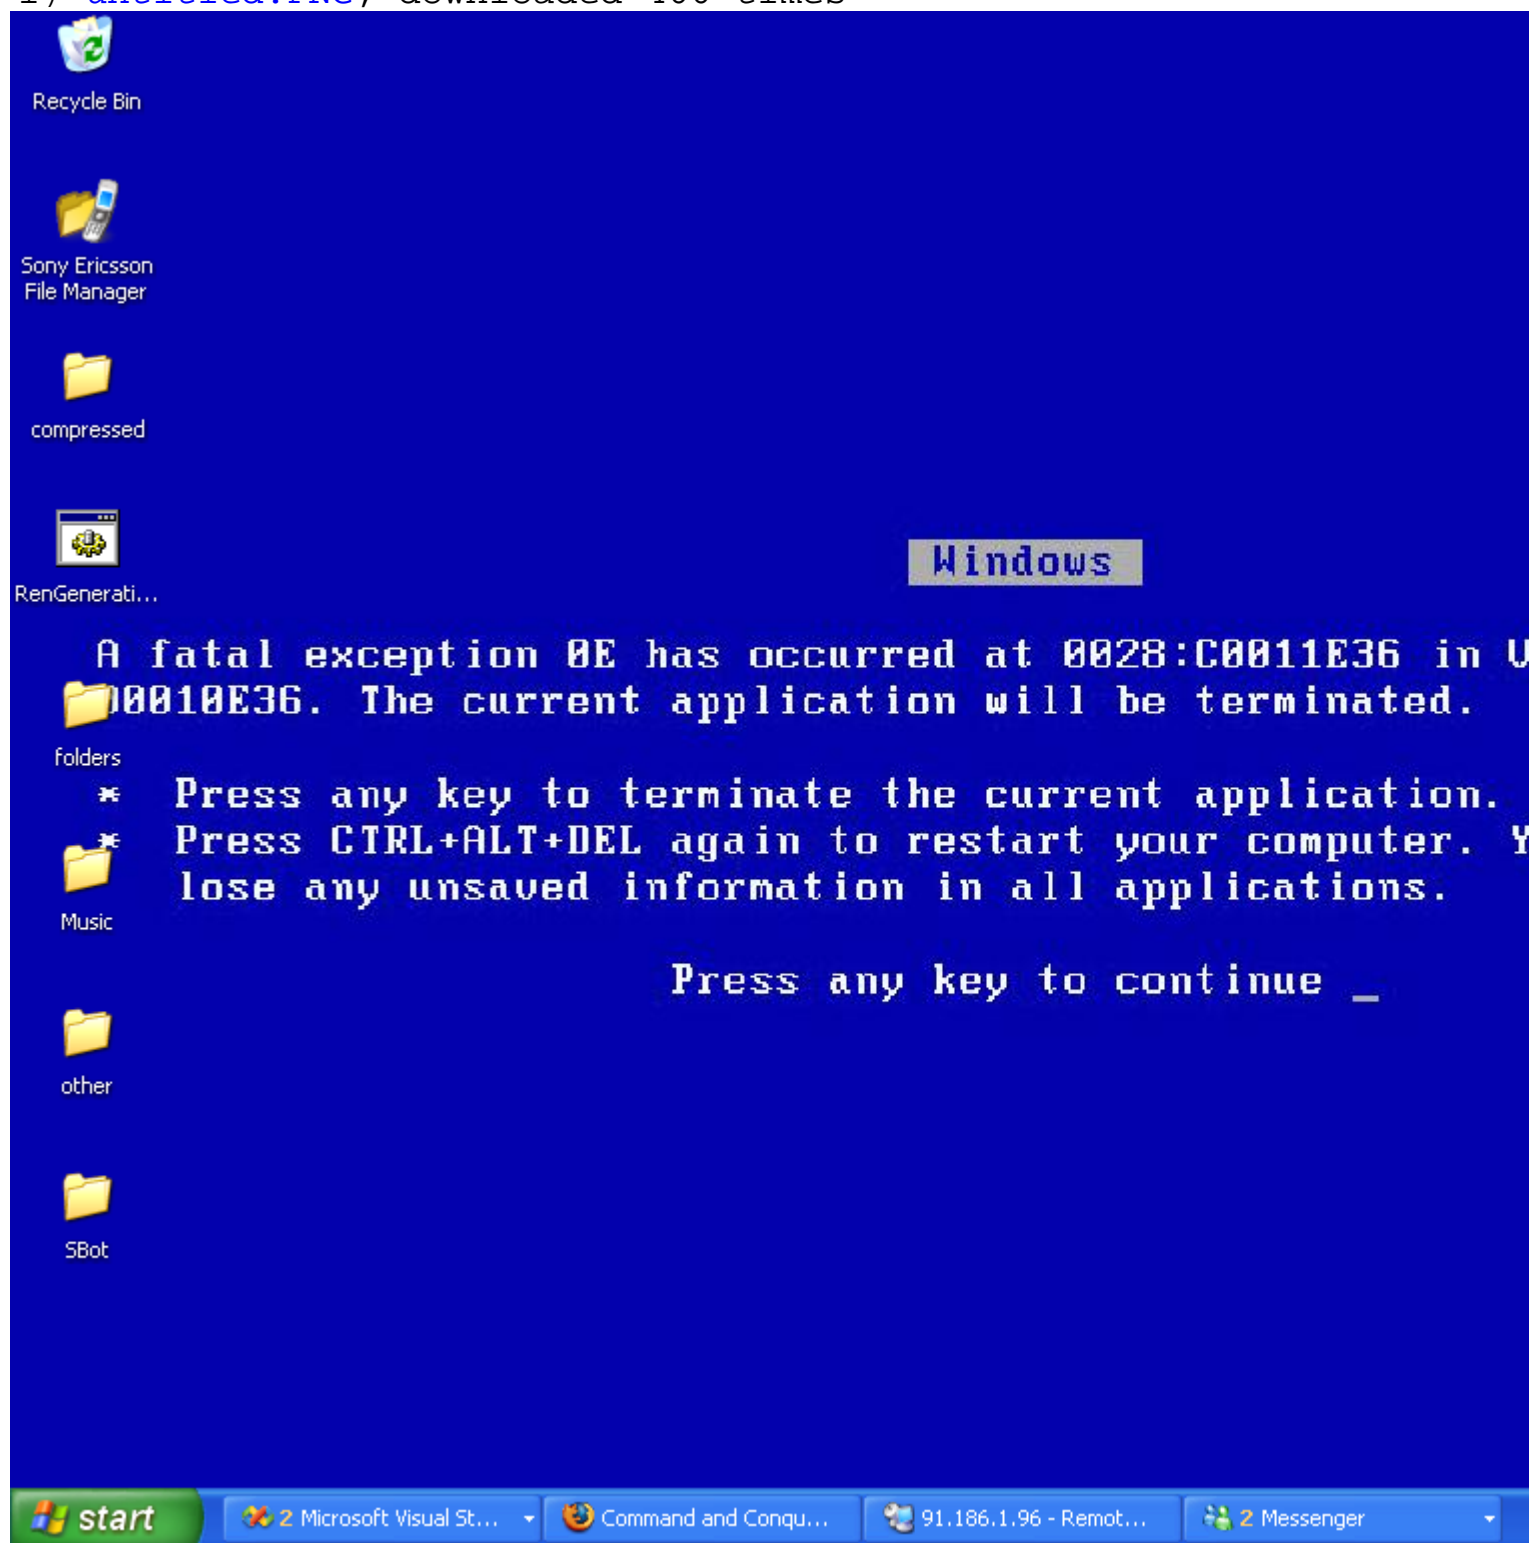 downloaded 400 times
Recycle Bin
Sony Ericsson
File Manager
compressed
RenGenerati...
Windows
A fatal exception 0E has occurred at 0028:C0011E36 in
00010E36. The current application will be terminated.
folders
* Press any key to terminate the current application.
* Press CTRL+ALT+DEL again to restart your computer.
lose any unsaved information in all applications.
Music
Press any key to continue _
other
SBot
start
2 Microsoft Visual St...
Command and Conqu...
91.186.1.96 - Remot...
2 Messenger